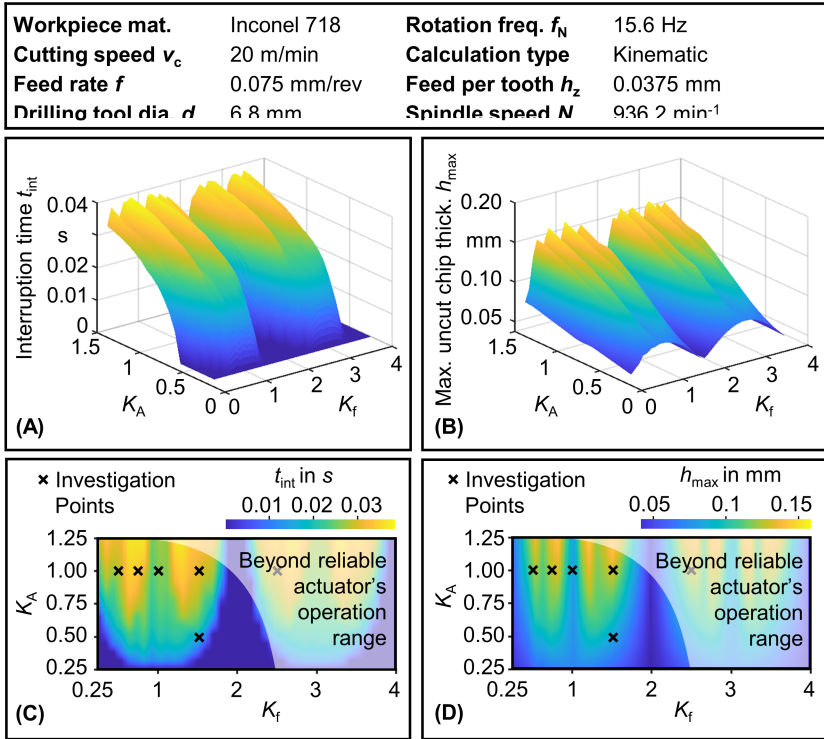 Workpiece mat. Inconel 718 Rotation freq. fN 15.6 Hz
Cutting speed vc 20 m/min Calculation type Kinematic
Feed rate f 0.075 mm/rev Feed per tooth hz 0.0375 mm
Drilling tool dia. d 6.8 mm Spindle speed N 936.2 min-1
Interruption time tint
0.04
s
0.02
0.01
0
1.5
1
0.5
0
KA
0
1
2
3
4
Kf
(A)
Max. uncut chip thick. hmax
0.20
mm
0.10
0.05
1.5
1
0.5
0
KA
0
1
2
3
4
Kf
(B)
× Investigation
Points
tint in s
0.01 0.02 0.03
KA
1.25
1.00
0.75
0.50
0.25
Beyond reliable
actuator's
operation
range
0.25 1 2 3 4
Kf
(C)
× Investigation
Points
hmax in mm
0.05 0.1 0.15
KA
1.25
1.00
0.75
0.50
0.25
Beyond reliable
actuator's
operation
range
0.25 1 2 3 4
Kf
(D)